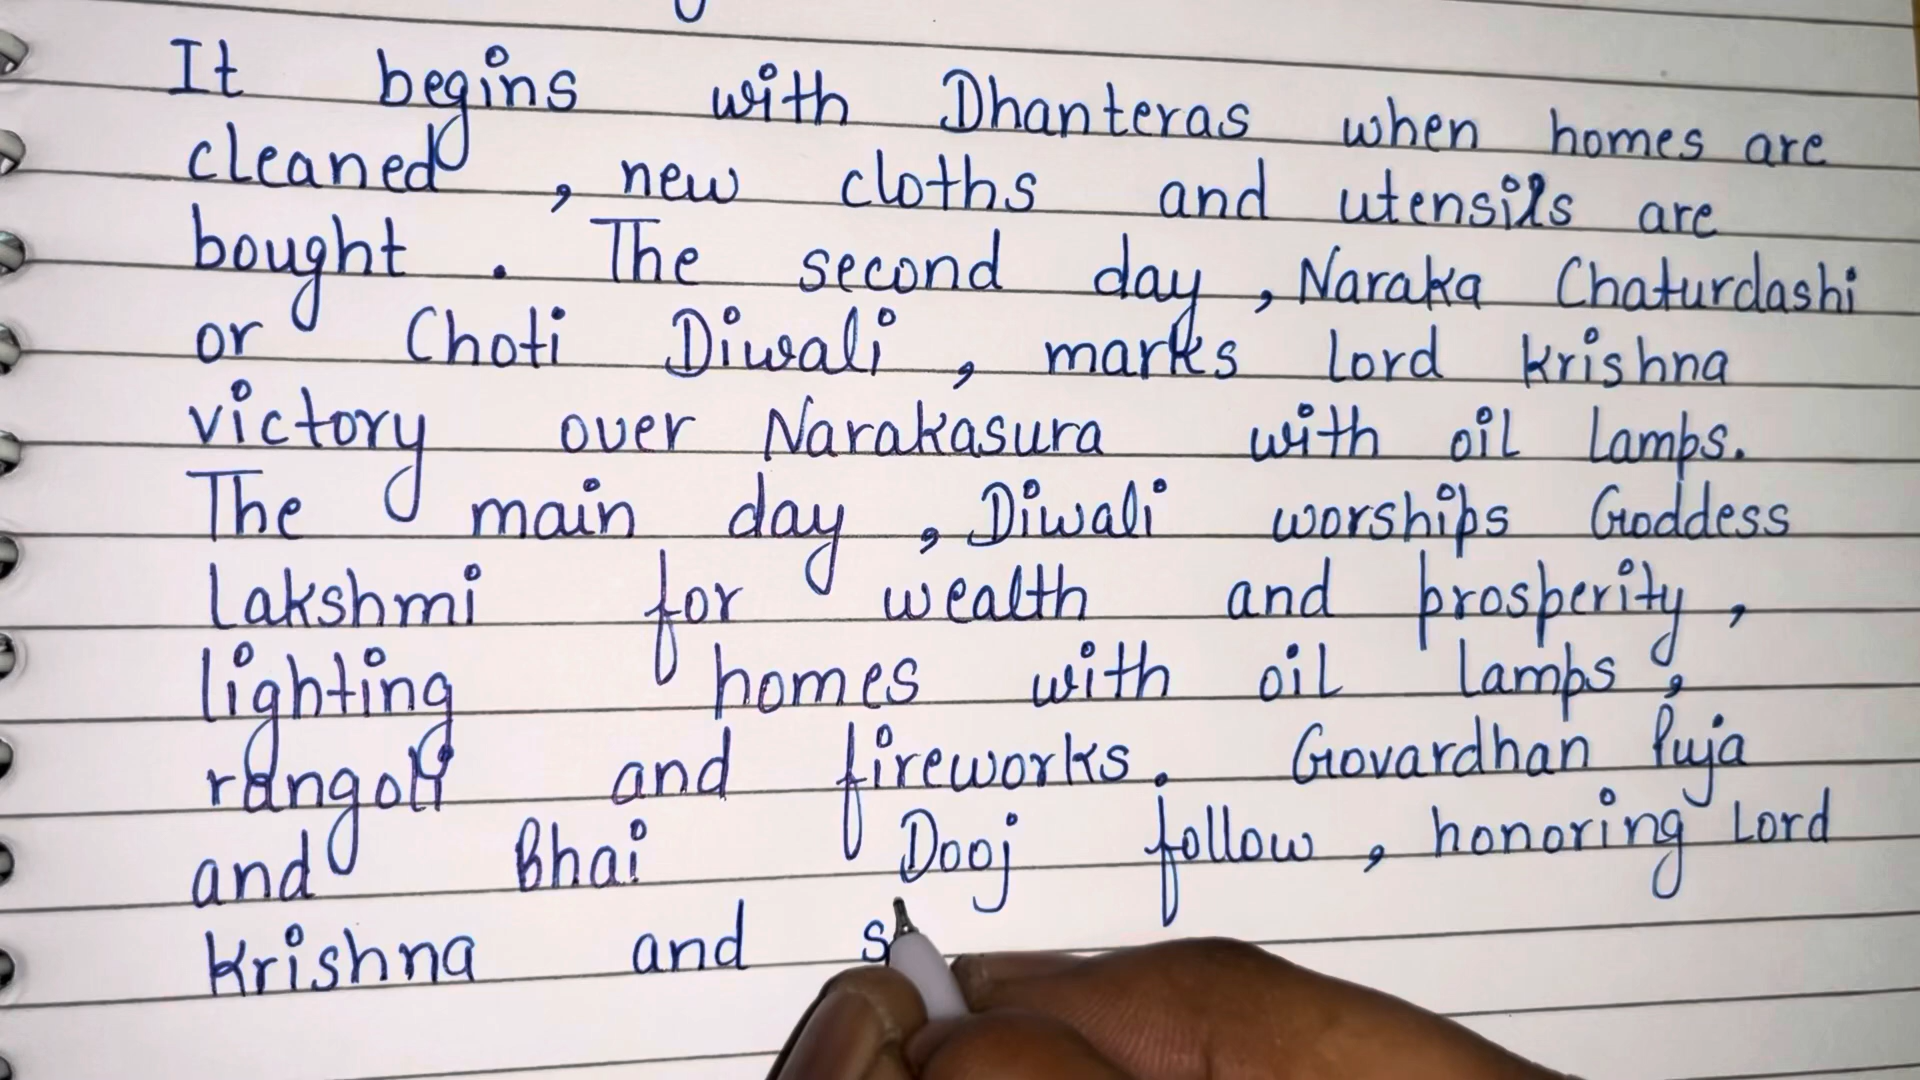 It begins with Dhanteras when homes are
cleaned, new cloths and utensils are
bought. The second day, Naraka Chaturdashi
or Choti Diwali, marks lord krishna
victory over Narakasura with oil lamps.
The main day, Diwali worships Goddess
Lakshmi for wealth and prosperity,
lighting homes with oil lamps,
rangoli and fireworks. Govardhan Puja
and Bhai Dooj follow, honoring Lord
Krishna and s